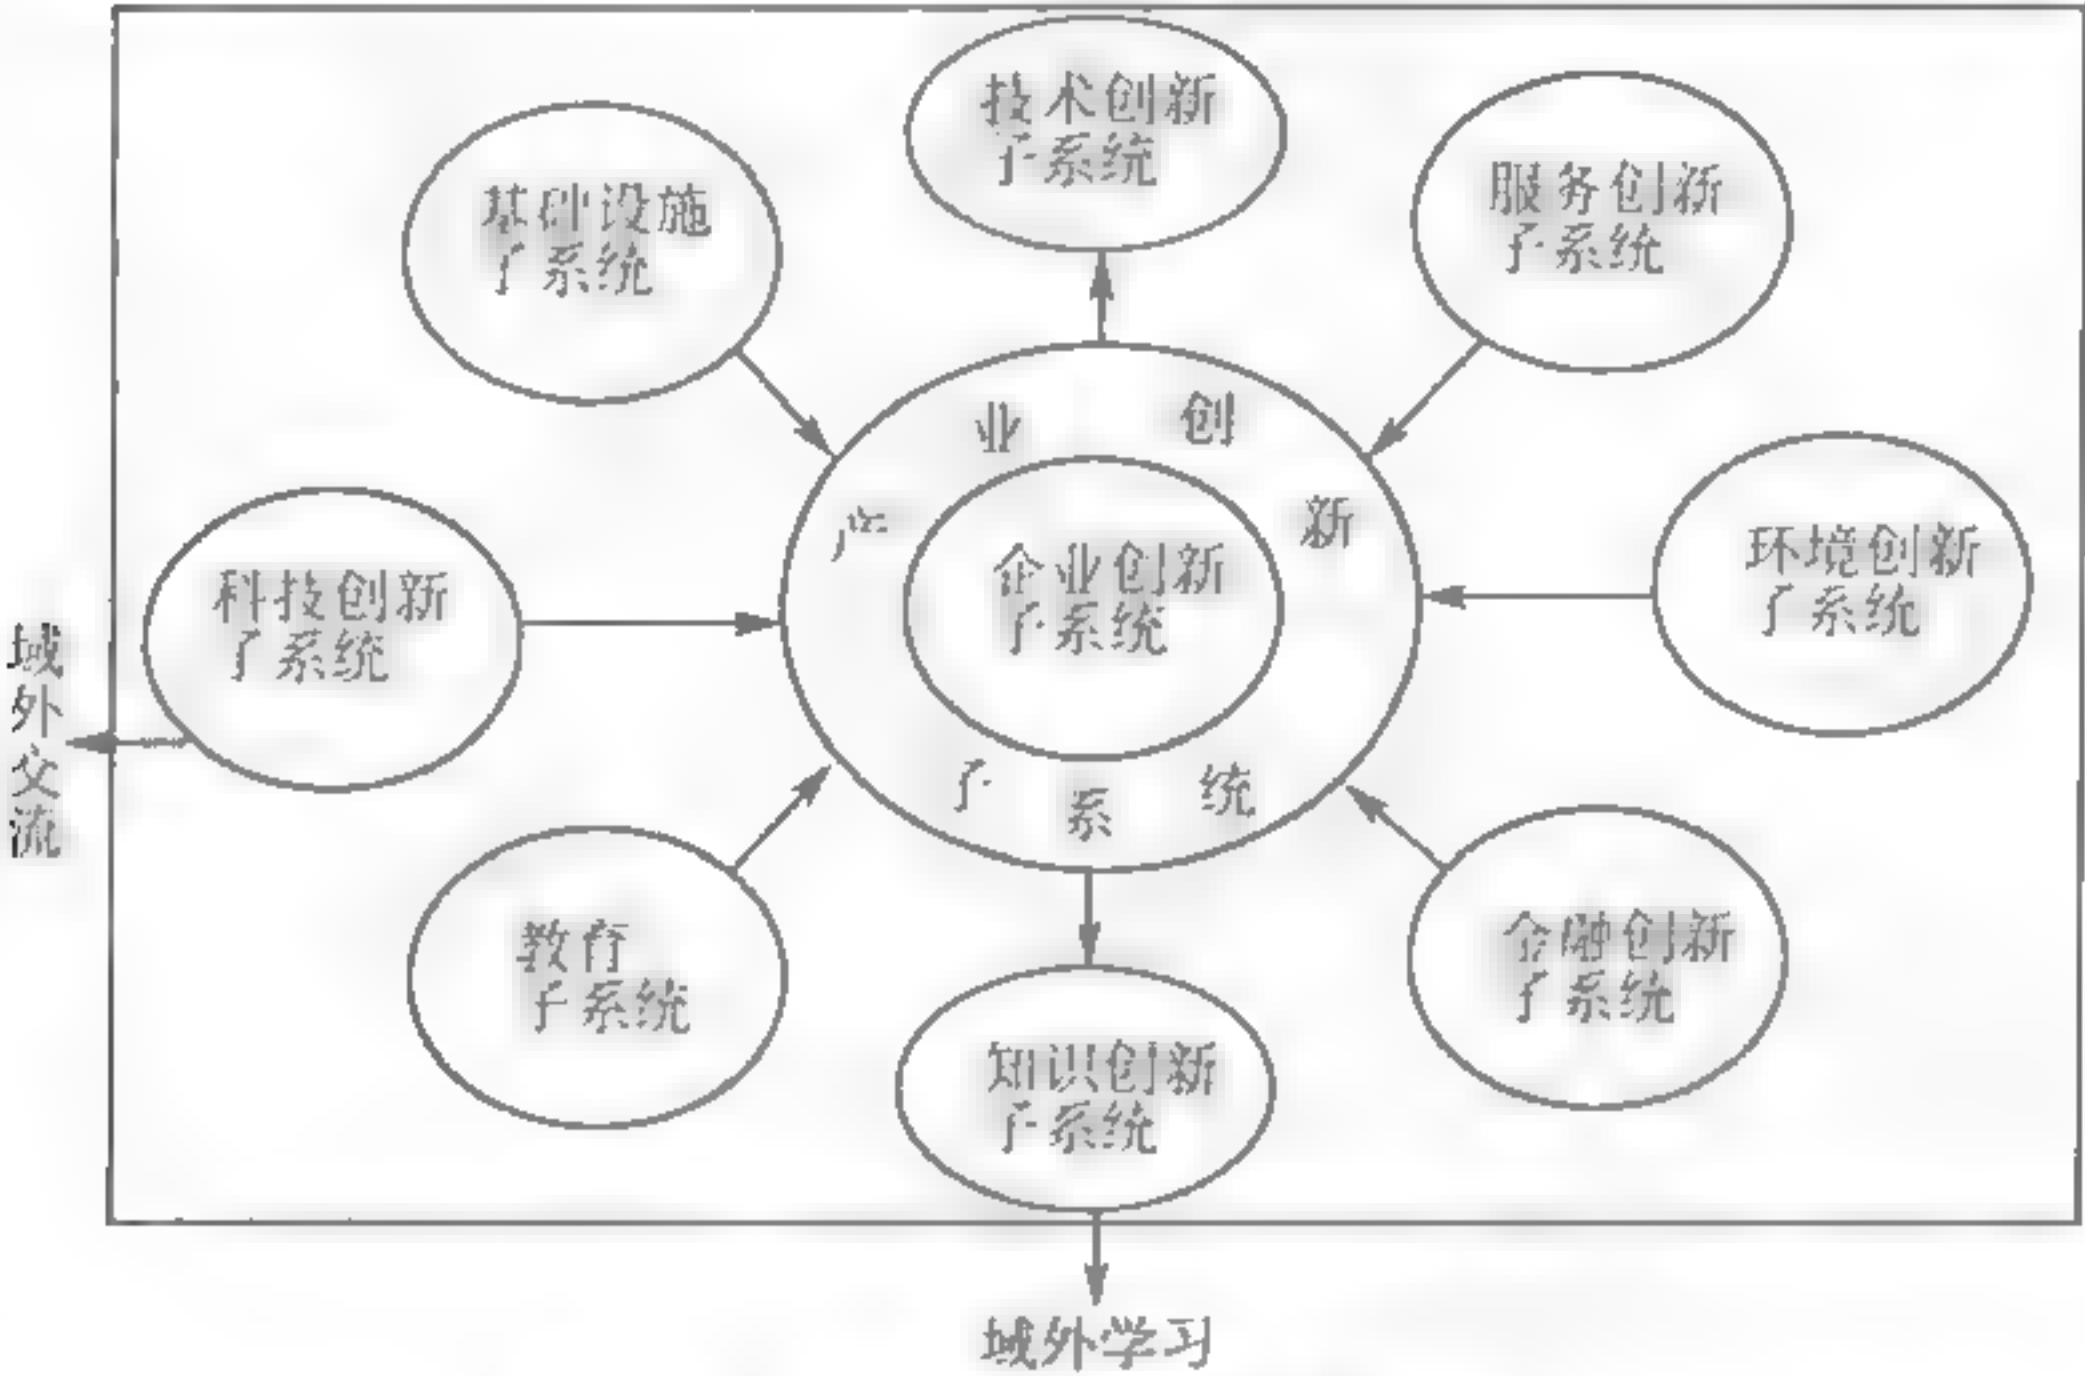 技术创新
子系统
基础设施
子系统
服务创新
子系统
产业创新
子系统
企业创新
子系统
环境创新
子系统
科技创新
子系统
域外交流
教育
子系统
金融创新
子系统
知识创新
子系统
域外学习